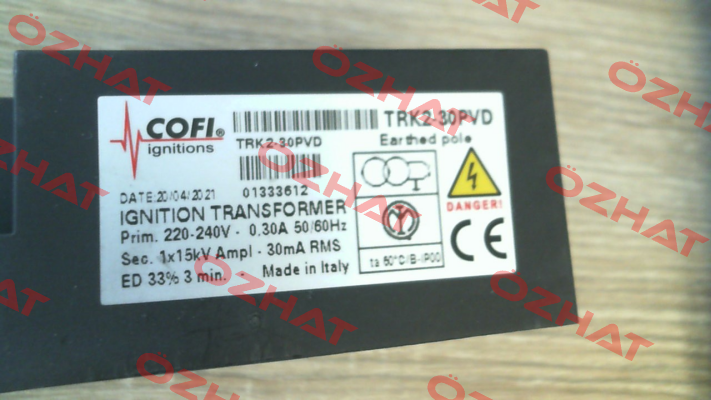 COFI®
ignitions
TRK2-30PVD
TRK2-30PVD
Earthed pole
DATE:20/04/2021
01333612
IGNITION TRANSFORMER
Prim. 220-240V - 0.30A 50/60Hz
Sec. 1x15kV Ampl - 30mA RMS
ED 33% 3 min.
Made in Italy
ta 60°C/B-IP00
DANGER!
CE
ÖZHAT
ÖZHAT
ÖZHAT
ÖZHAT
ÖZHAT
ÖZHAT
ÖZHAT
ÖZHAT
ÖZHAT
ÖZHAT